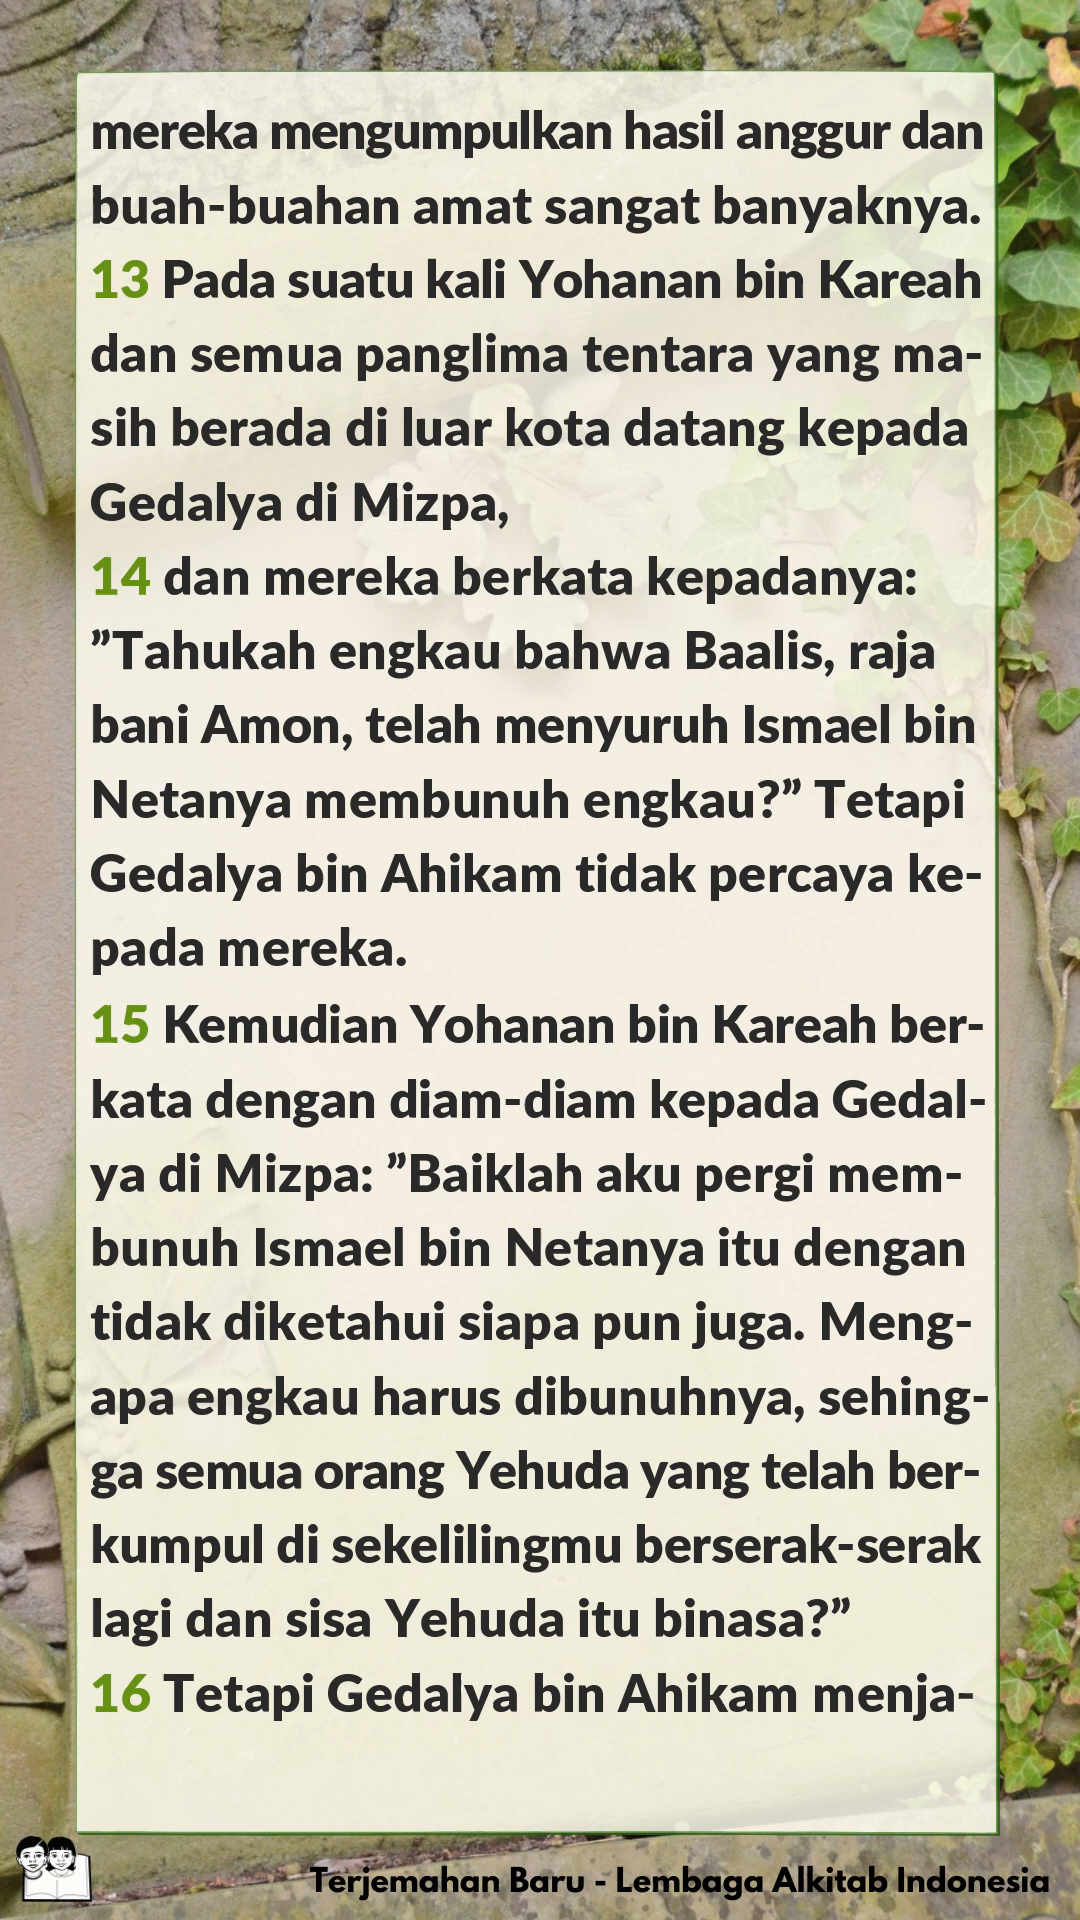 mereka mengumpulkan hasil anggur dan
buah-buahan amat sangat banyaknya.
13 Pada suatu kali Yohanan bin Kareah
dan semua panglima tentara yang ma-
sih berada di luar kota datang kepada
Gedalya di Mizpa,
14 dan mereka berkata kepadanya:
”Tahukah engkau bahwa Baalis, raja
bani Amon, telah menyuruh Ismael bin
Netanya membunuh engkau?” Tetapi
Gedalya bin Ahikam tidak percaya ke-
pada mereka.
15 Kemudian Yohanan bin Kareah ber-
kata dengan diam-diam kepada Gedal-
ya di Mizpa: ”Baiklah aku pergi mem-
bunuh Ismael bin Netanya itu dengan
tidak diketahui siapa pun juga. Meng-
apa engkau harus dibunuhnya, sehing-
ga semua orang Yehuda yang telah ber-
kumpul di sekelilingmu berserak-serak
lagi dan sisa Yehuda itu binasa?”
16 Tetapi Gedalya bin Ahikam menja-
Terjemahan Baru - Lembaga Alkitab Indonesia